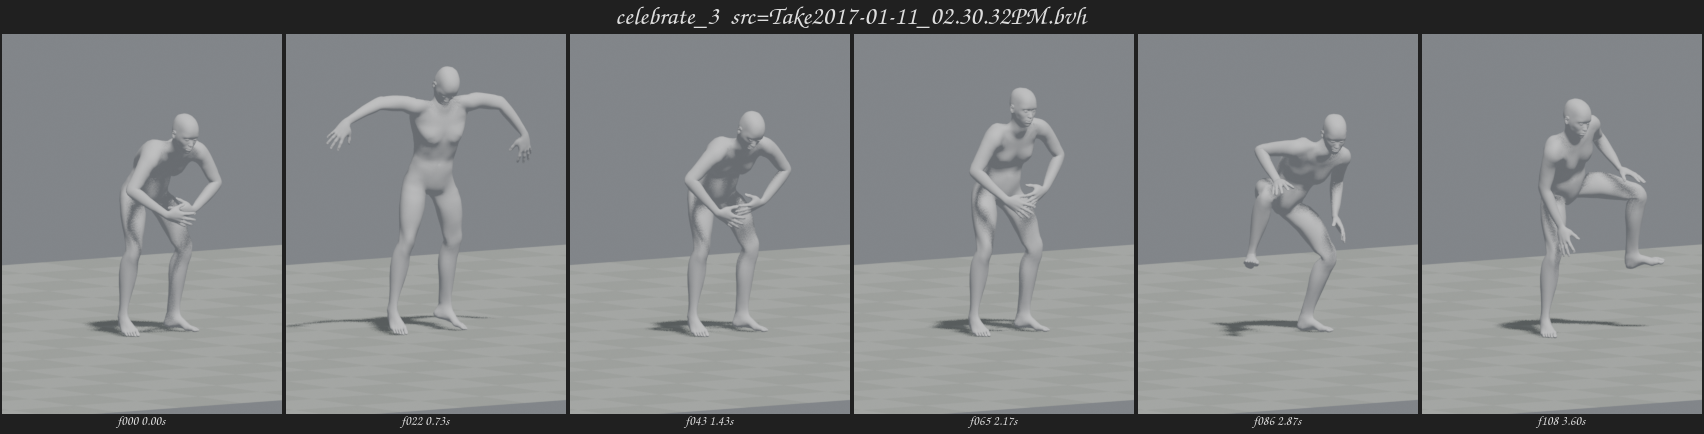 celebrate_3 src=Take2017-01-11_02.30.32PM.bvh
f000 0.00s
f022 0.73s
f043 1.43s
f065 2.17s
f086 2.87s
f108 3.60s